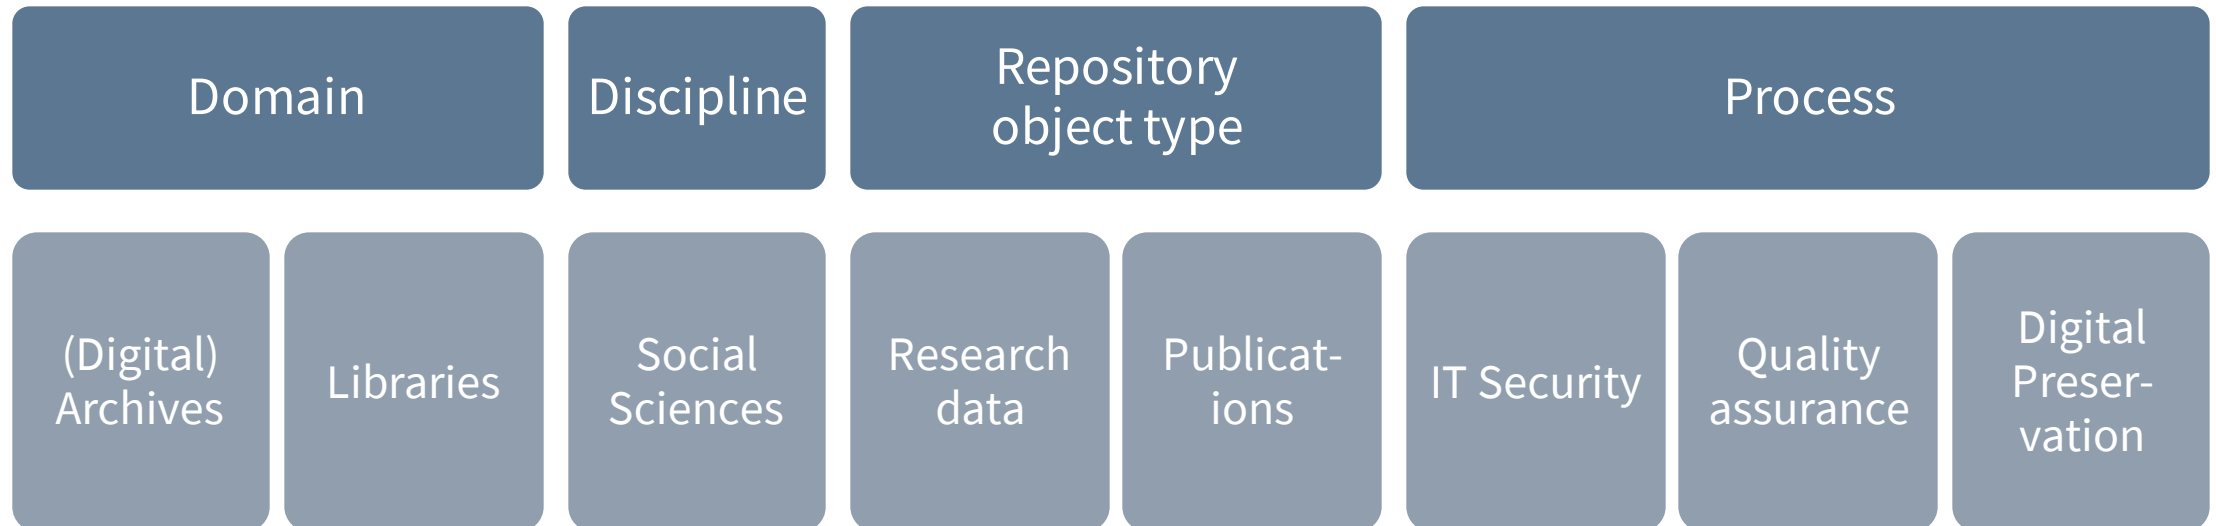 Domain
Discipline
Repository
object type
Process
(Digital)
Archives
Libraries
Social
Sciences
Research
data
Publicat-
ions
IT Security
Quality
assurance
Digital
Preser-
vation